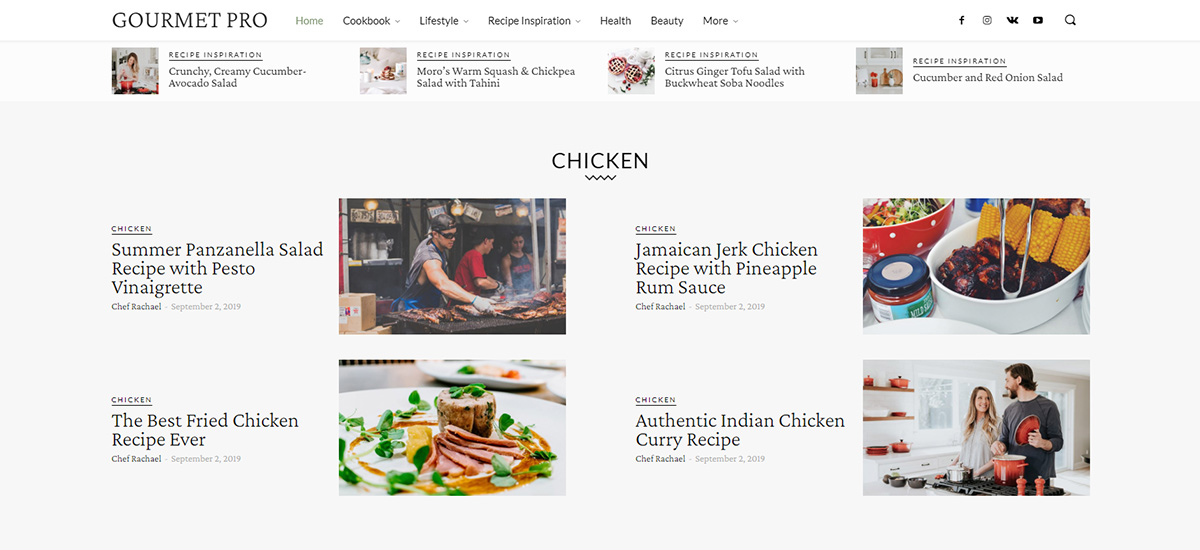 GOURMET PRO
Home Cookbook Lifestyle Recipe Inspiration Health Beauty More
RECIPE INSPIRATION
Crunchy, Creamy Cucumber-
Avocado Salad
RECIPE INSPIRATION
Moro's Warm Squash & Chickpea
Salad with Tahini
RECIPE INSPIRATION
Citrus Ginger Tofu Salad with
Buckwheat Soba Noodles
RECIPE INSPIRATION
Cucumber and Red Onion Salad
CHICKEN
CHICKEN
Summer Panzanella Salad
Recipe with Pesto
Vinaigrette
Chef Rachael - September 2, 2019
CHICKEN
Jamaican Jerk Chicken
Recipe with Pineapple
Rum Sauce
Chef Rachael - September 2, 2019
CHICKEN
The Best Fried Chicken
Recipe Ever
Chef Rachael - September 2, 2019
CHICKEN
Authentic Indian Chicken
Curry Recipe
Chef Rachael - September 2, 2019